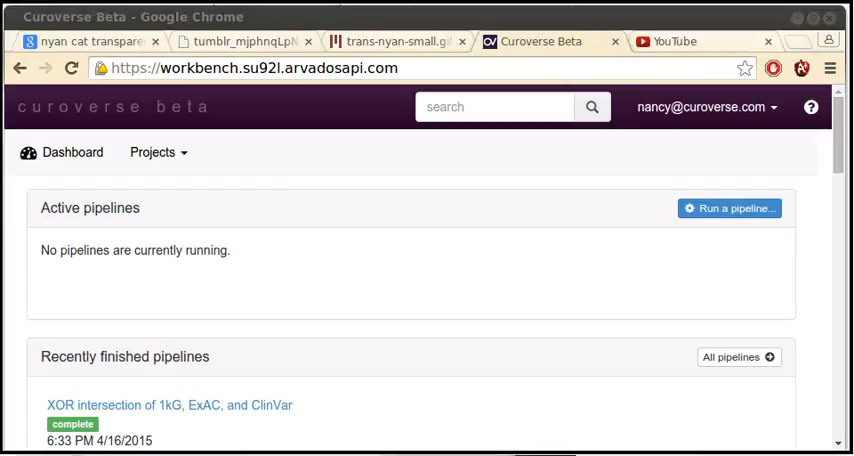 Curoverse Beta - Google Chrome
nyan cat transpare
tumblr_mjphnqLpN
trans-nyan-small.gif
Curoverse Beta
YouTube
https://workbench.su92l.arvadosapi.com
curoverse beta
search
nancy@curoverse.com
Dashboard
Projects
Active pipelines
Run a pipeline...
No pipelines are currently running.
Recently finished pipelines
All pipelines
XOR intersection of 1kG, ExAC, and ClinVar
complete
6:33 PM 4/16/2015